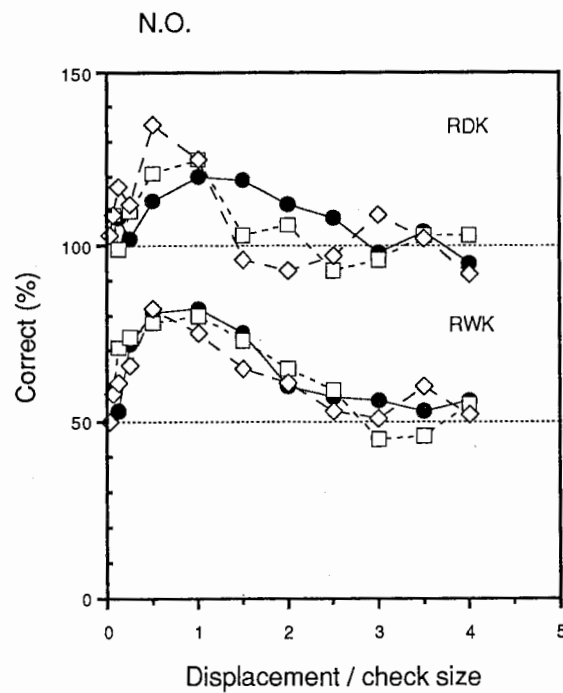 N.O.
150
RDK
100
RWK
50
0
0 1 2 3 4 5
Correct (%)
Displacement / check size